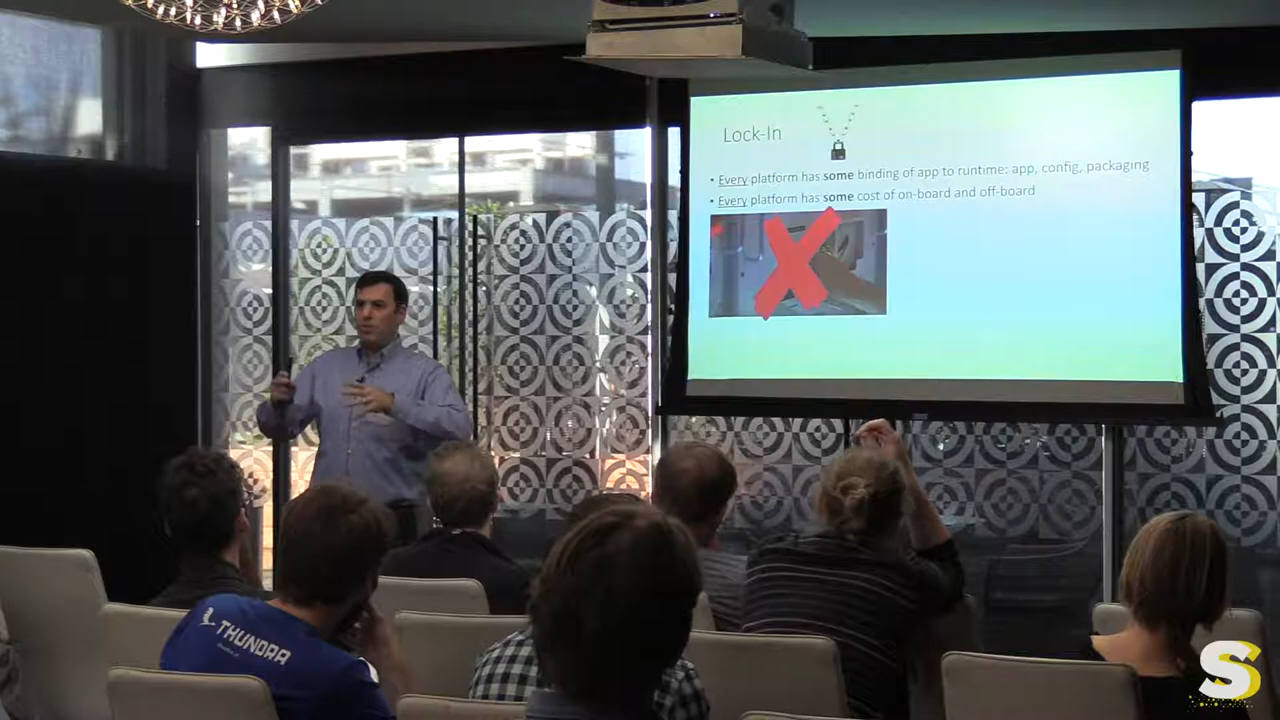 Lock-In
• Every platform has some binding of app to runtime: app, config, packaging
• Every platform has some cost of on-board and off-board
THUNDRA
S